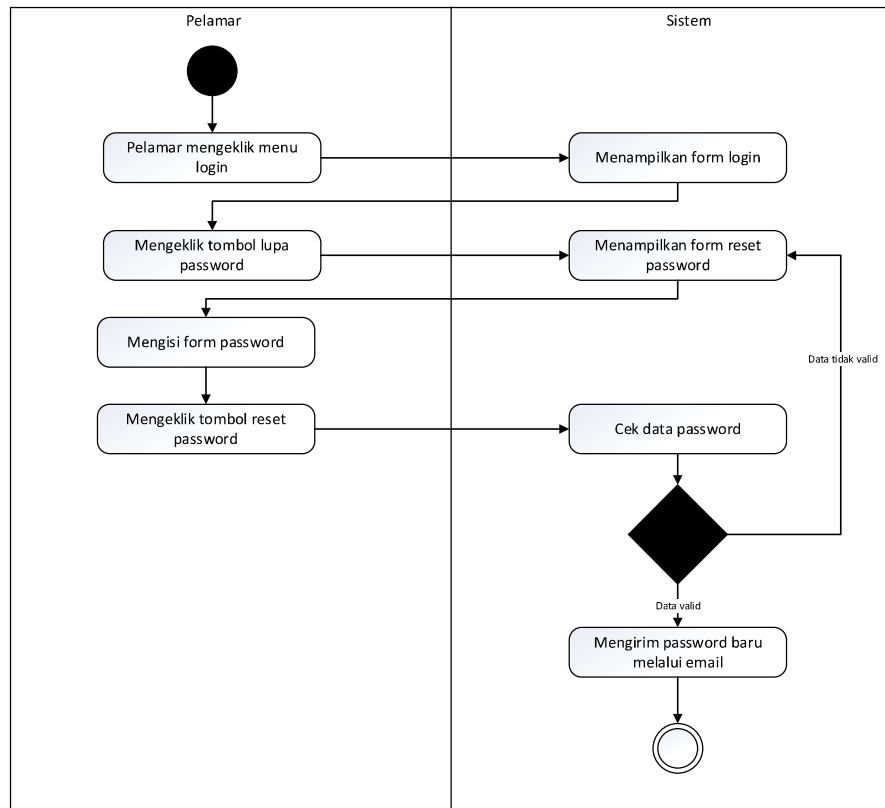 Pelamar
Sistem
Pelamar mengeklik menu
login
Menampilkan form login
Mengeklik tombol lupa
password
Menampilkan form reset
password
Mengisi form password
Data tidak valid
Mengeklik tombol reset
password
Cek data password
Data valid
Mengirim password baru
melalui email